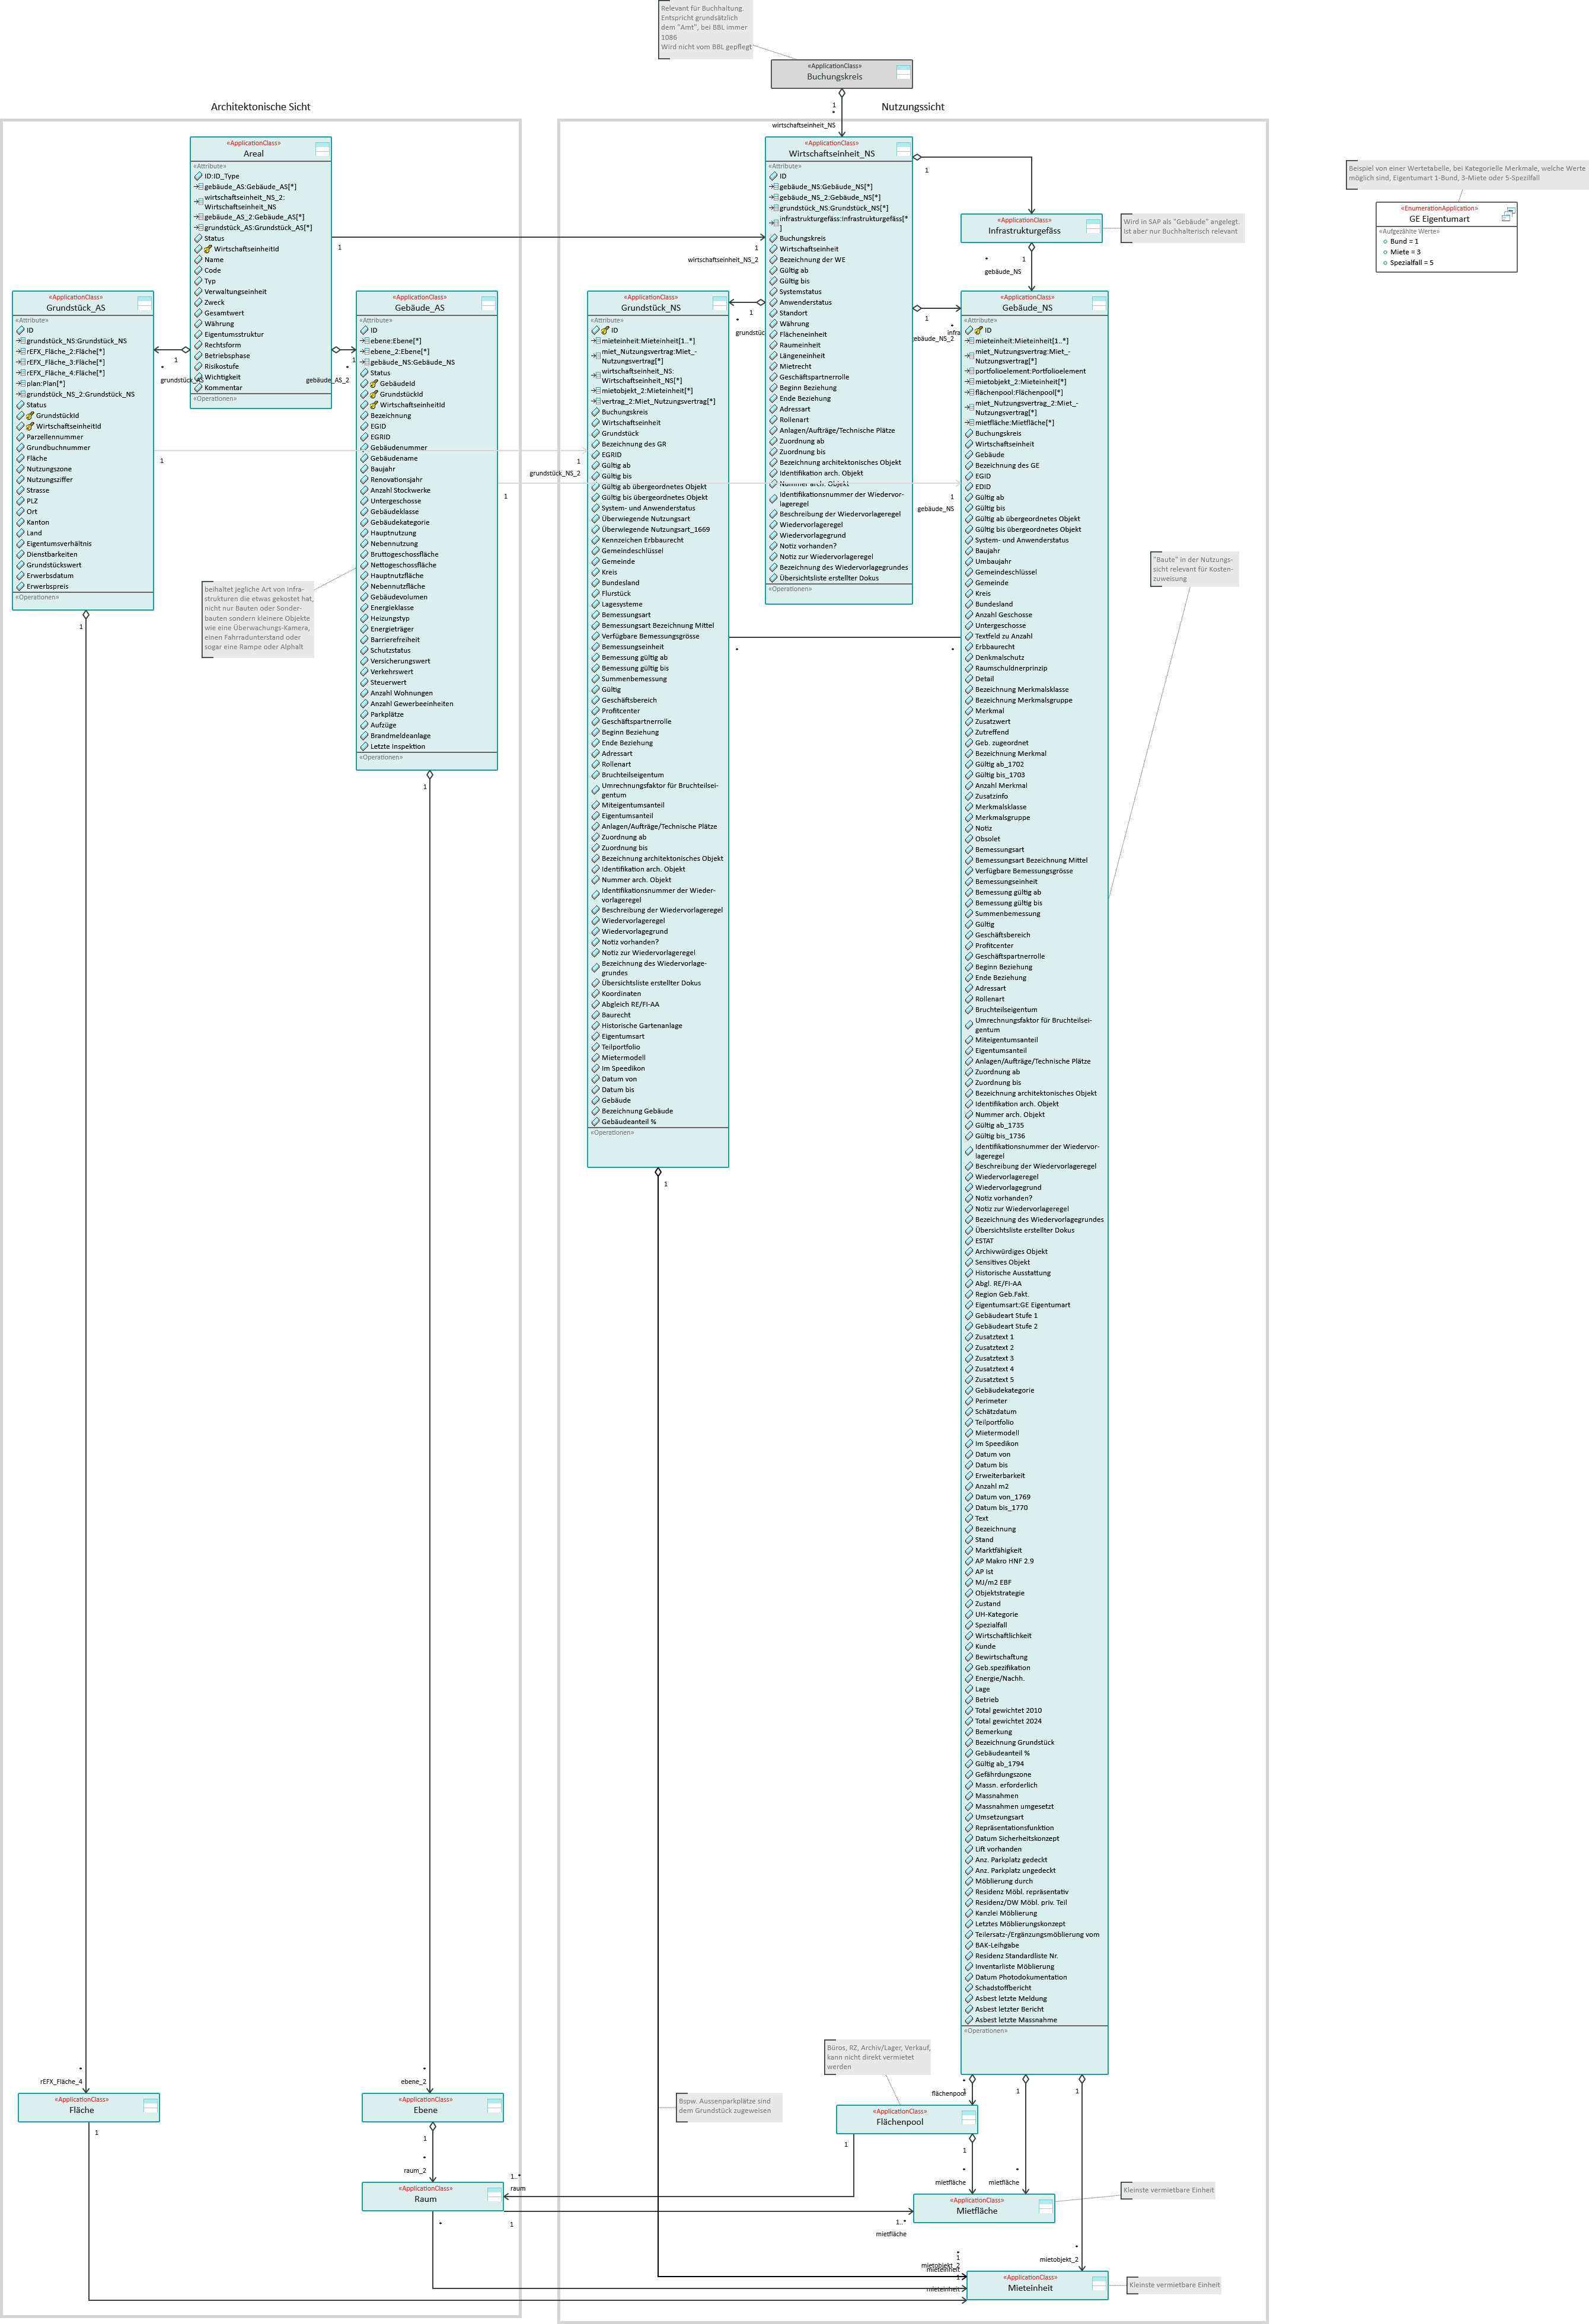 Relevant für Buchhaltung.
Entspricht grundsätzlich
dem "Amt", bei BBL immer
1086
Wird nicht vom BBL gepflegt
«ApplicationClass»
Buchungskreis
1
*
wirtschaftseinheit_NS
Architektonische Sicht
Nutzungssicht
«ApplicationClass»
Areal
«Attribute»
ID:ID_Type
gebäude_AS:Gebäude_AS[*]
wirtschaftseinheit_NS_2:
Wirtschaftseinheit_NS
gebäude_AS_2:Gebäude_AS[*]
grundstück_AS:Grundstück_AS[*]
Status
WirtschaftseinheitId
Name
Code
Typ
Verwaltungseinheit
Zweck
Gesamtwert
Währung
Eigentumsstruktur
Rechtsform
Betriebsphase
Risikostufe
Wichtigkeit
Kommentar
«Operationen»
1
wirtschaftseinheit_NS_2
1
«ApplicationClass»
Wirtschaftseinheit_NS
«Attribute»
ID
gebäude_NS:Gebäude_NS[*]
gebäude_NS_2:Gebäude_NS[*]
grundstück_NS:Grundstück_NS[*]
infrastrukturgefäss:Infrastrukturgefäss[*
]
Buchungskreis
Wirtschaftseinheit
Bezeichnung der WE
Gültig ab
Gültig bis
Systemstatus
Anwenderstatus
Standort
Währung
Flächeneinheit
Raumeinheit
Längeneinheit
Mietrecht
Geschäftspartnerrolle
Beginn Beziehung
Ende Beziehung
Adressart
Rollenart
Anlagen/Aufträge/Technische Plätze
Zuordnung ab
Zuordnung bis
Bezeichnung architektonisches Objekt
Identifikation arch. Objekt
Nummer arch. Objekt
Identifikationsnummer der Wiedervor-
lageregel
Beschreibung der Wiedervorlageregel
Wiedervorlageregel
Wiedervorlagegrund
Notiz vorhanden?
Notiz zur Wiedervorlageregel
Bezeichnung des Wiedervorlagegrundes
Übersichtsliste erstellter Dokus
«Operationen»
1
«ApplicationClass»
Infrastrukturgefäss
Wird in SAP als "Gebäude" angelegt.
Ist aber nur Buchhalterisch relevant
*
1
gebäude_NS
Beispiel von einer Wertetabelle, bei Kategorielle Merkmale, welche Werte
möglich sind, Eigentumart 1-Bund, 3-Miete oder 5-Spezilfall
«EnumerationApplication»
GE Eigentumart
«Aufgezählte Werte»
Bund = 1
Miete = 3
Spezialfall = 5
«ApplicationClass»
Grundstück_AS
«Attribute»
ID
grundstück_NS:Grundstück_NS
rEFX_Fläche_2:Fläche[*]
rEFX_Fläche_3:Fläche[*]
rEFX_Fläche_4:Fläche[*]
plan:Plan[*]
grundstück_NS_2:Grundstück_NS
Status
GrundstückId
WirtschaftseinheitId
Parzellennummer
Grundbuchnummer
Fläche
Nutzungszone
Nutzungsziffer
Strasse
PLZ
Ort
Kanton
Land
Eigentumsverhältnis
Dienstbarkeiten
Grundstückswert
Erwerbsdatum
Erwerbspreis
«Operationen»
1
*
1
*
gebäude_AS_2
1
«ApplicationClass»
Gebäude_AS
«Attribute»
ID
ebene:Ebene[*]
ebene_2:Ebene[*]
gebäude_NS:Gebäude_NS
Status
GebäudeId
GrundstückId
WirtschaftseinheitId
Bezeichnung
EGID
EGRID
Gebäudenummer
Gebäudename
Baujahr
Renovationsjahr
Anzahl Stockwerke
Untergeschosse
Gebäudeklasse
Gebäudekategorie
Hauptnutzung
Nebennutzung
Bruttogeschossfläche
Nettogeschossfläche
Hauptnutzfläche
Nebennutzfläche
Gebäudevolumen
Energieklasse
Heizungstyp
Energieträger
Barrierefreiheit
Schutzstatus
Versicherungswert
Verkehrswert
Steuerwert
Anzahl Wohnungen
Anzahl Gewerbeeinheiten
Parkplätze
Aufzüge
Brandmeldeanlage
Letzte Inspektion
«Operationen»
1
beihaltet jegliche Art von Infra-
strukturen die etwas gekostet hat,
nicht nur Bauten oder Sonder-
bauten sondern kleinere Objekte
wie eine Überwachungs-Kamera,
einen Fahrradunterstand oder
sogar eine Rampe oder Alphalt
1
grundstück_NS_2
1
1
gebäude_NS
1
«ApplicationClass»
Grundstück_NS
«Attribute»
ID
mieteinheit:Mieteinheit[1..*]
miet_Nutzungsvertrag:Miet_-
Nutzungsvertrag[*]
wirtschaftseinheit_NS:
Wirtschaftseinheit_NS[*]
mietobjekt_2:Mieteinheit[*]
vertrag_2:Miet_Nutzungsvertrag[*]
Buchungskreis
Wirtschaftseinheit
Grundstück
Bezeichnung des GR
EGRID
Gültig ab
Gültig bis
Gültig ab übergeordnetes Objekt
Gültig bis übergeordnetes Objekt
System- und Anwenderstatus
Überwiegende Nutzungsart
Überwiegende Nutzungsart_1669
Kennzeichen Erbbaurecht
Gemeindeschlüssel
Gemeinde
Kreis
Bundesland
Flurstück
Lagesysteme
Bemessungsart
Bemessungsart Bezeichnung Mittel
Verfügbare Bemessungsgrösse
Bemessungseinheit
Bemessung gültig ab
Bemessung gültig bis
Summenbemessung
Gültig
Geschäftsbereich
Profitcenter
Geschäftspartnerrolle
Beginn Beziehung
Ende Beziehung
Adressart
Rollenart
Bruchteilseigentum
Umrechnungsfaktor für Bruchteilsei-
gentum
Miteigentumsanteil
Eigentumsanteil
Anlagen/Aufträge/Technische Plätze
Zuordnung ab
Zuordnung bis
Bezeichnung architektonisches Objekt
Identifikation arch. Objekt
Nummer arch. Objekt
Identifikationsnummer der Wieder-
vorlageregel
Beschreibung der Wiedervorlageregel
Wiedervorlageregel
Wiedervorlagegrund
Notiz vorhanden?
Notiz zur Wiedervorlageregel
Bezeichnung des Wiedervorlage-
grundes
Übersichtsliste erstellter Dokus
Koordinaten
Abgleich RE/FI-AA
Baurecht
Historische Gartenanlage
Eigentumsart
Teilportfolio
Mietermodell
Im Speedikon
Datum von
Datum bis
Gebäude
Bezeichnung Gebäude
Gebäudeanteil %
«Operationen»
1
1
*
1
*
*
*
«ApplicationClass»
Gebäude_NS
«Attribute»
ID
mieteinheit:Mieteinheit[1..*]
miet_Nutzungsvertrag:Miet_-
Nutzungsvertrag[*]
portfolioelement:Portfolioelement
mietobjekt_2:Mieteinheit[*]
flächenpool:Flächenpool[*]
miet_Nutzungsvertrag_2:Miet_-
Nutzungsvertrag[*]
mietfläche:Mietfläche[*]
Buchungskreis
Wirtschaftseinheit
Gebäude
Bezeichnung des GE
EGID
EDID
Gültig ab
Gültig bis
Gültig ab übergeordnetes Objekt
Gültig bis übergeordnetes Objekt
System- und Anwenderstatus
Baujahr
Umbaujahr
Gemeindeschlüssel
Gemeinde
Kreis
Bundesland
Anzahl Geschosse
Untergeschosse
Textfeld zu Anzahl
Erbbaurecht
Denkmalschutz
Raumschuldnerprinzip
Detail
Bezeichnung Merkmalsklasse
Bezeichnung Merkmalsgruppe
Merkmal
Zusatzwert
Zutreffend
Geb. zugeordnet
Bezeichnung Merkmal
Gültig ab_1702
Gültig bis_1703
Anzahl Merkmal
Zusatzinfo
Merkmalsklasse
Merkmalsgruppe
Notiz
Obsolet
Bemessungsart
Bemessungsart Bezeichnung Mittel
Verfügbare Bemessungsgrösse
Bemessungseinheit
Bemessung gültig ab
Bemessung gültig bis
Summenbemessung
Gültig
Geschäftsbereich
Profitcenter
Geschäftspartnerrolle
Beginn Beziehung
Ende Beziehung
Adressart
Rollenart
Bruchteilseigentum
Umrechnungsfaktor für Bruchteilsei-
gentum
Miteigentumsanteil
Eigentumsanteil
Anlagen/Aufträge/Technische Plätze
Zuordnung ab
Zuordnung bis
Bezeichnung architektonisches Objekt
Identifikation arch. Objekt
Nummer arch. Objekt
Gültig ab_1735
Gültig bis_1736
Identifikationsnummer der Wiedervor-
lageregel
Beschreibung der Wiedervorlageregel
Wiedervorlageregel
Wiedervorlagegrund
Notiz vorhanden?
Notiz zur Wiedervorlageregel
Bezeichnung des Wiedervorlagegrundes
Übersichtsliste erstellter Dokus
ESTAT
Archivwürdiges Objekt
Sensitives Objekt
Historische Ausstattung
Abgl. RE/FI-AA
Region Geb.Fakt.
Eigentumsart:GE Eigentumart
Gebäudeart Stufe 1
Gebäudeart Stufe 2
Zusatztext 1
Zusatztext 2
Zusatztext 3
Zusatztext 4
Zusatztext 5
Gebäudekategorie
Perimeter
Schätzdatum
Teilportfolio
Mietermodell
Im Speedikon
Datum von
Datum bis
Erweiterbarkeit
Anzahl m2
Datum von_1769
Datum bis_1770
Text
Bezeichnung
Stand
Marktfähigkeit
AP Makro HNF 2.9
AP Ist
MJ/m2 EBF
Objektstrategie
Zustand
UH-Kategorie
Spezialfall
Wirtschaftlichkeit
Kunde
Bewirtschaftung
Geb.spezifikation
Energie/Nachh.
Lage
Betrieb
Total gewichtet 2010
Total gewichtet 2024
Bemerkung
Bezeichnung Grundstück
Gebäudeanteil %
Gültig ab_1794
Gefährdungszone
Massn. erforderlich
Massnahmen
Massnahmen umgesetzt
Umsetzungsart
Repräsentationsfunktion
Datum Sicherheitskonzept
Lift vorhanden
Anz. Parkplatz gedeckt
Anz. Parkplatz ungedeckt
Möblierung durch
Residenz Möbl. repräsentativ
Residenz/DW Möbl. priv. Teil
Kanzlei Möblierung
Letztes Möblierungskonzept
Teilersatz-/Ergänzungsmöblierung vom
BAK-Leihgabe
Residenz Standardliste Nr.
Inventarliste Möblierung
Datum Photodokumentation
Schadstoffbericht
Asbest letzte Meldung
Asbest letzter Bericht
Asbest letzte Massnahme
«Operationen»
"Baute" in der Nutzungs-
sicht relevant für Kosten-
zuweisung
Büros, RZ, Archiv/Lager, Verkauf,
kann nicht direkt vermietet
werden
*
flächenpool
1
1
1
*
rEFX_Fläche_4
«ApplicationClass»
Fläche
1
*
ebene_2
«ApplicationClass»
Ebene
1
*
raum_2
«ApplicationClass»
Raum
1..*
raum
*
1
Bspw. Aussenparkplätze sind
dem Grundstück zugeweisen
«ApplicationClass»
Flächenpool
1
1
*
mietfläche
*
mietfläche
«ApplicationClass»
Mietfläche
1..*
mietfläche
Kleinste vermietbare Einheit
*
1
mietobjekt_2
mieteinheit
1
mieteinheit
*
mietobjekt_2
«ApplicationClass»
Mieteinheit
Kleinste vermietbare Einheit